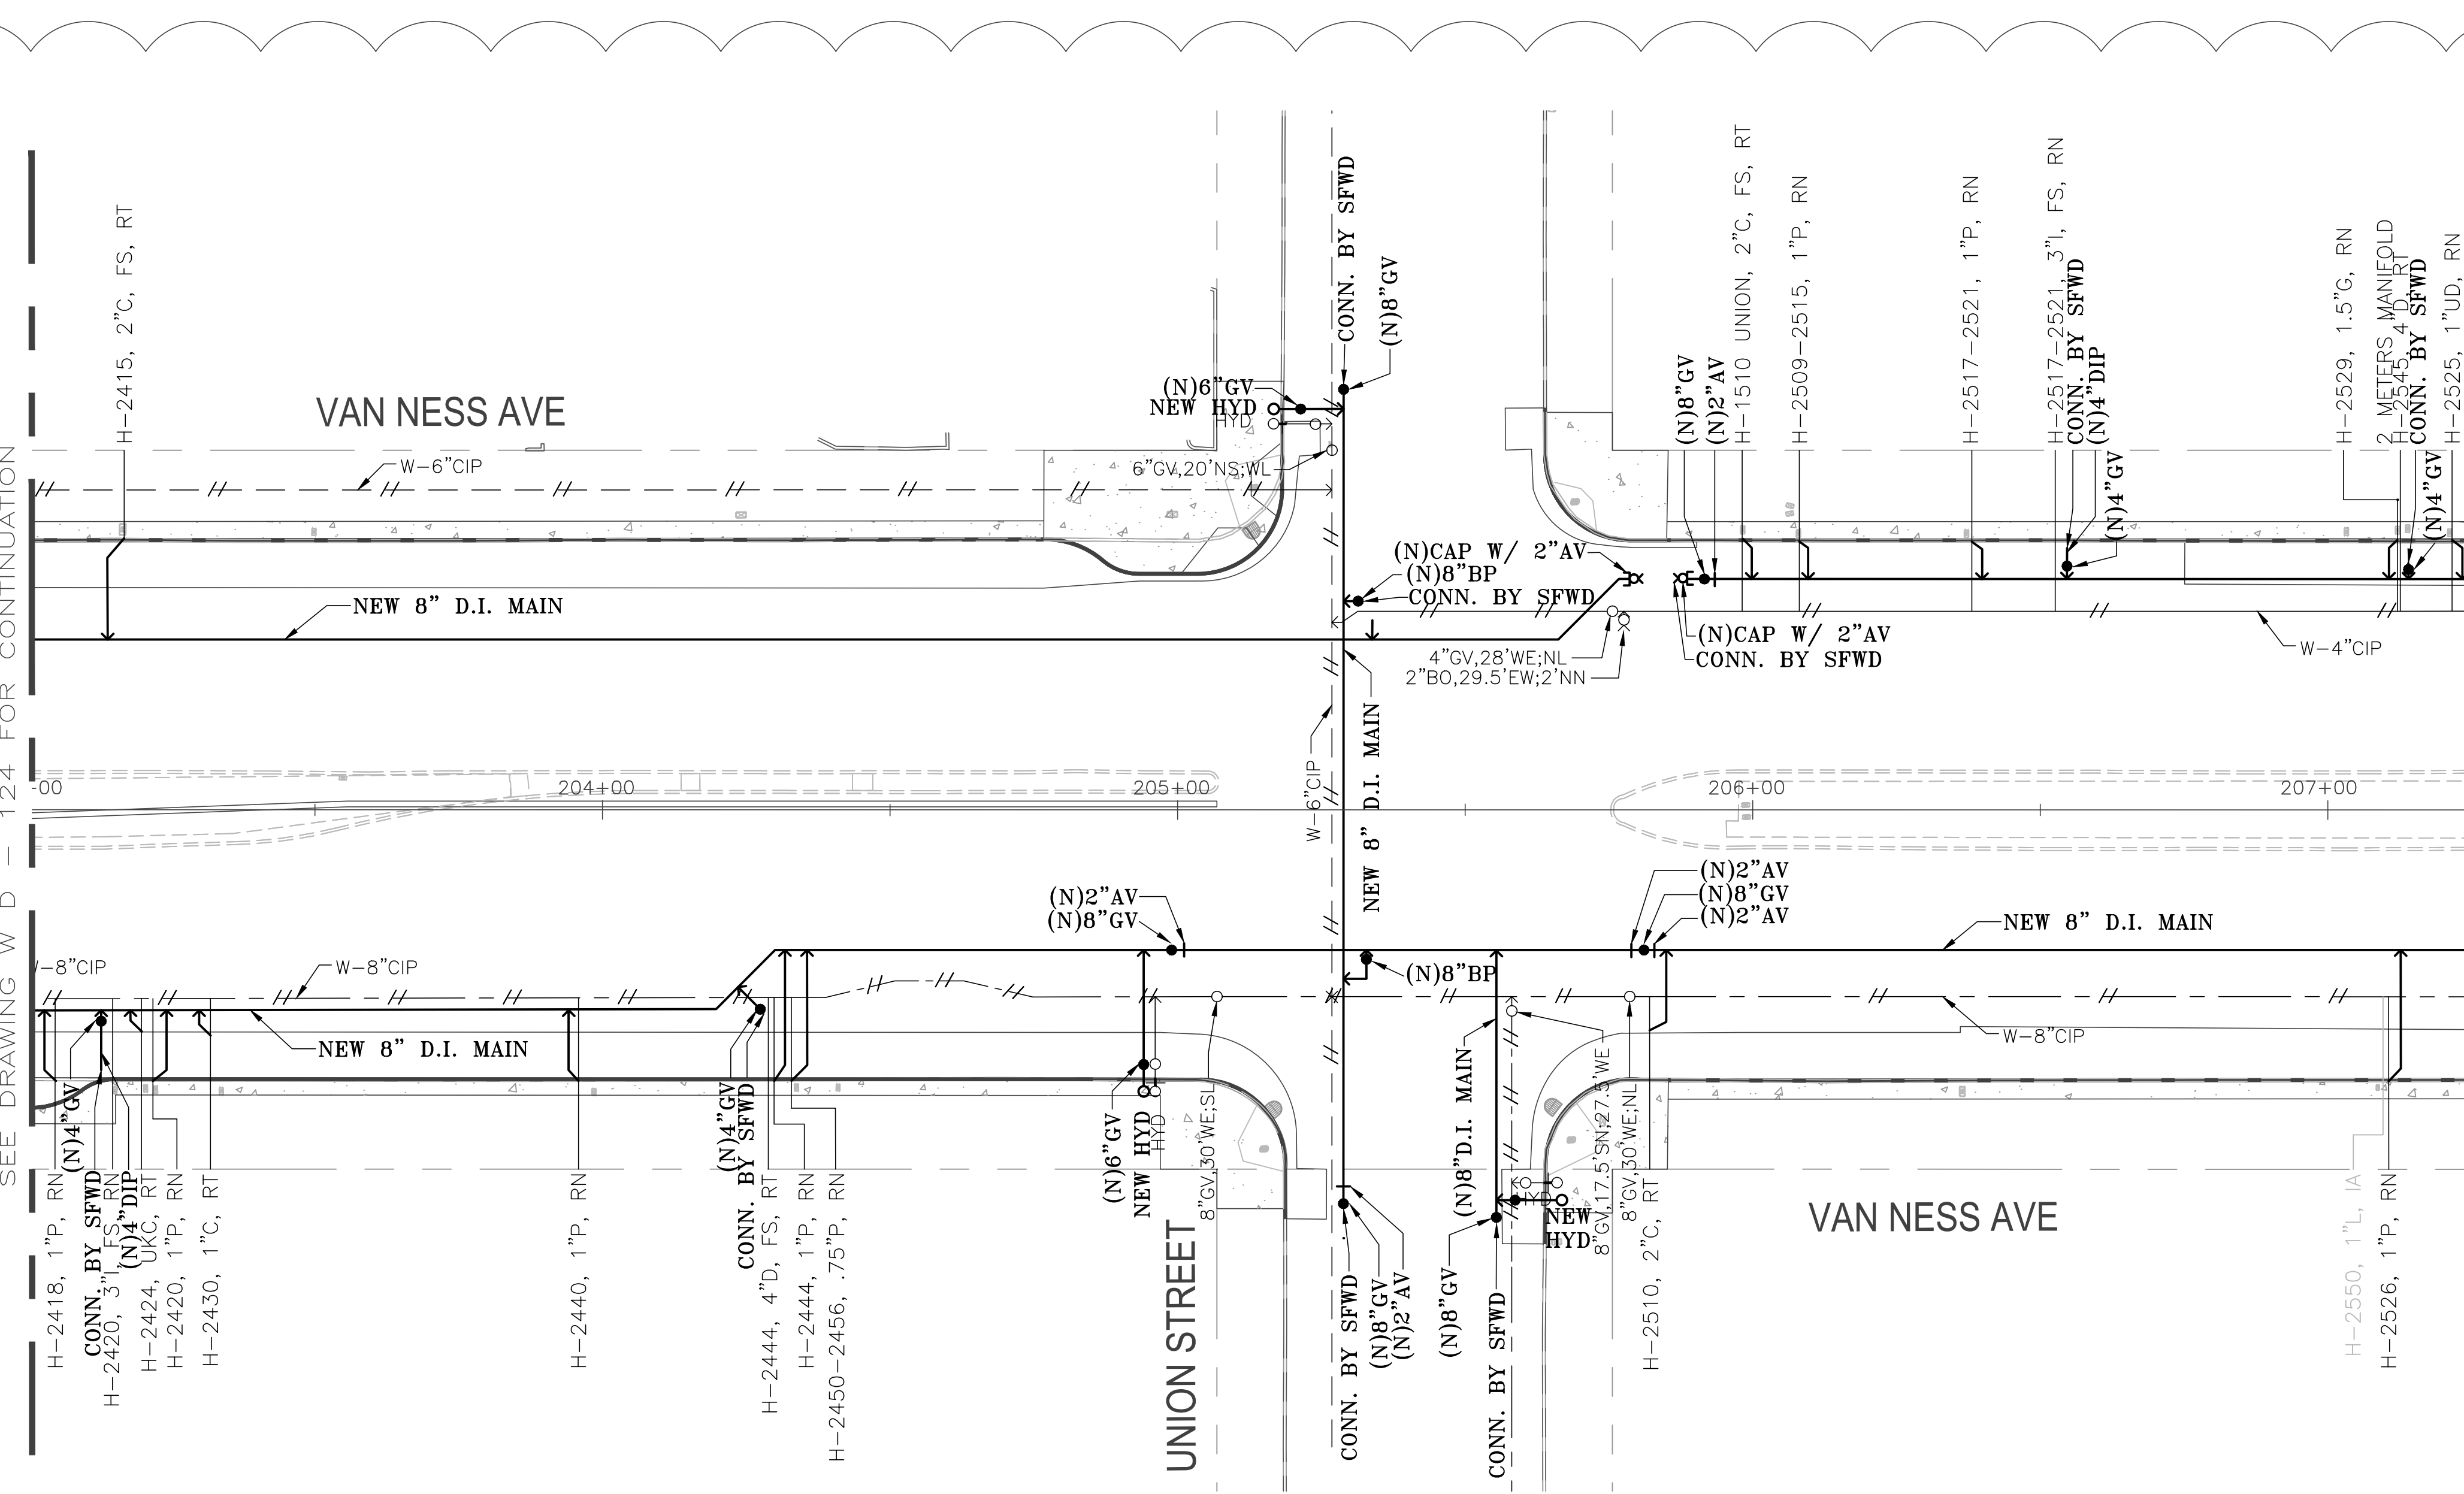 SEE DRAWING W D - 124 FOR CONTINUATION
H-2415, 2"C, FS, RT
VAN NESS AVE
W-6"CIP
NEW 8" D.I. MAIN
(N)6"GV
NEW HYD
HYD
6"GV,20'NS;WL
CONN. BY SFWD
(N)8"GV
(N)CAP W/ 2"AV
(N)8"BP
CONN. BY SFWD
4"GV,28'WE;NL
2"BO,29.5'EW;2'NN
(N)8"GV
(N)2"AV
H-1510 UNION, 2"C, FS, RT
H-2509-2515, 1"P, RN
H-2517-2521, 1"P, RN
H-2517-2521, 3"I, FS, RN
CONN. BY SFWD
(N)4"DIP
(N)4"GV
H-2529, 1.5"G, RN
2 METERS MANIFOLD
H-2545, 4"D, RT
CONN. BY SFWD
(N)4"GV
H-2525, 1"UD, RN
(N)CAP W/ 2"AV
CONN. BY SFWD
W-4"CIP
NEW 8" D.I. MAIN
W-6"CIP
-00
204+00
205+00
206+00
207+00
(N)2"AV
(N)8"GV
(N)2"AV
(N)8"GV
(N)2"AV
NEW 8" D.I. MAIN
-8"CIP
W-8"CIP
(N)8"BP
NEW 8" D.I. MAIN
W-8"CIP
(N)4"GV
H-2418, 1"P, RN
CONN. BY SFWD
H-2420, 3"I, FS, RN
(N)4"DIP
H-2424, UKC, RT
H-2420, 1"P, RN
H-2430, 1"C, RT
H-2440, 1"P, RN
(N)4"GV
CONN. BY SFWD
H-2444, 4"D, FS, RT
H-2444, 1"P, RN
H-2450-2456, .75"P, RN
(N)6"GV
NEW HYD
HYD
8"GV,30'WE;SL
UNION STREET
CONN. BY SFWD
(N)8"GV
(N)2"AV
(N)8"D.I. MAIN
(N)8"GV
CONN. BY SFWD
HYD
NEW
HYD
8"GV,17.5'SN;27.5'WE
8"GV,30'WE;NL
H-2510, 2"C, RT
VAN NESS AVE
H-2550, 1"L, IA
H-2526, 1"P, RN